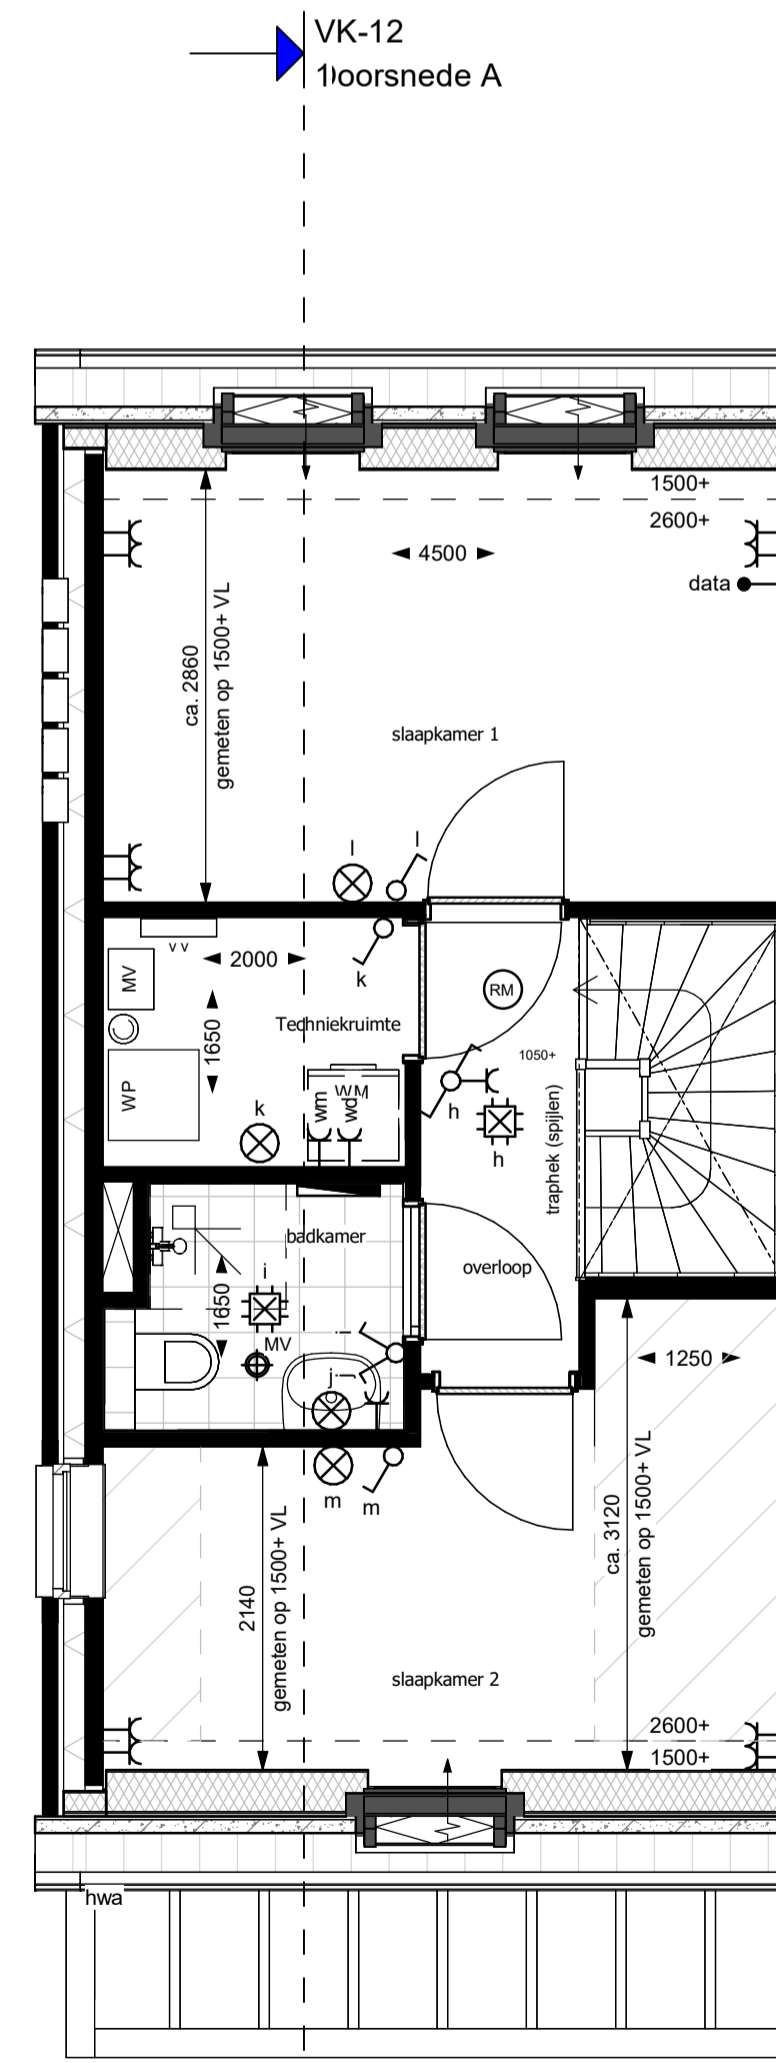 VK-12
Doorsnede A
1500+
2600+
4500
data
ca. 2860
gemeten op 1500+ VL
slaapkamer 1
l
l
v v
2000
k
MV
RM
Techniekruimte
1650
1050+
WP
WM
wm
wd
k
h
h
traphek (spijlen)
badkamer
overloop
i
1650
MV
i
j
j
1250
m
m
2140
gemeten op 1500+ VL
ca. 3120
gemeten op 1500+ VL
slaapkamer 2
2600+
1500+
hwa